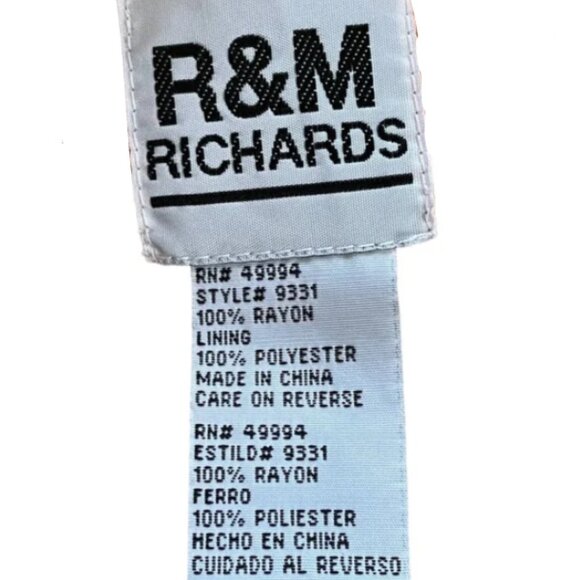 R&M
RICHARDS
RN# 49994
STYLE# 9331
100% RAYON
LINING
100% POLYESTER
MADE IN CHINA
CARE ON REVERSE
RN# 49994
ESTILD# 9331
100% RAYON
FERRO
100% POLIESTER
HECHO EN CHINA
CUIDADO AL REVERSO